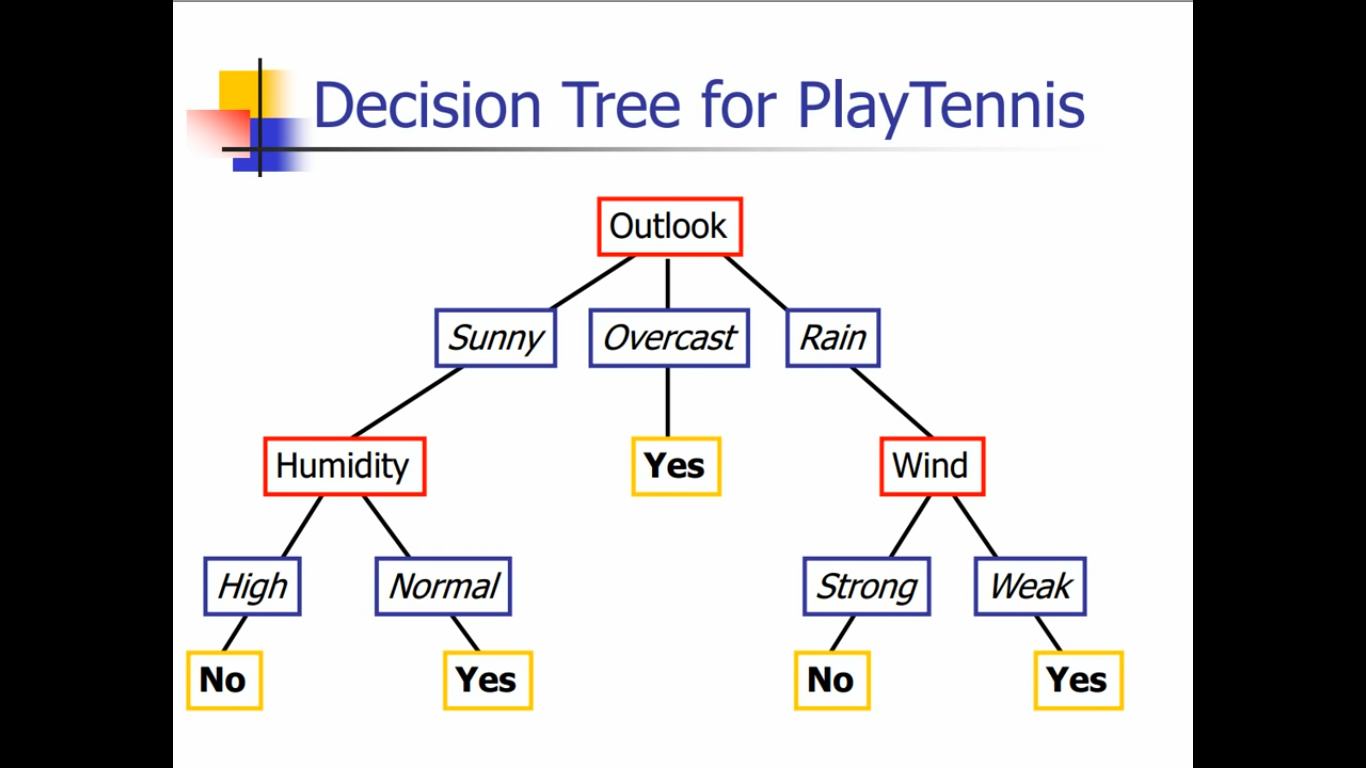 Decision Tree for PlayTennis
Outlook
Sunny Overcast Rain
Humidity Yes Wind
High Normal Strong Weak
No Yes No Yes